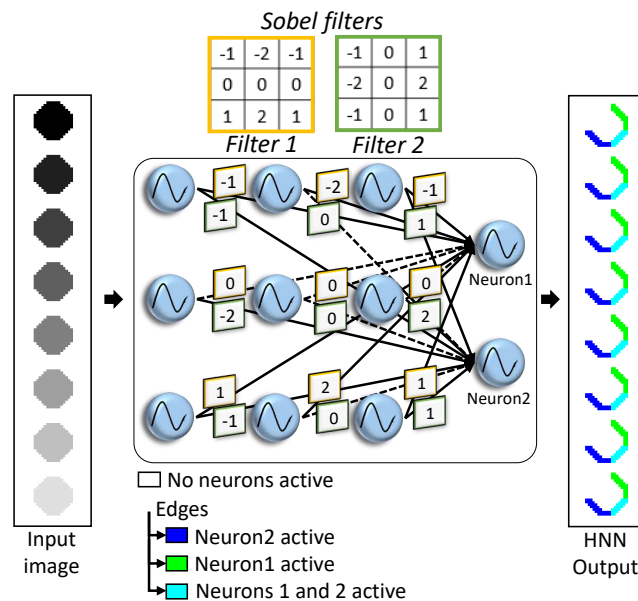 Sobel filters
-1 -2 -1
0 0 0
1 2 1
-1 0 1
-2 0 2
-1 0 1
Filter 1
Filter 2
-1 -2 -1
-1 0 1
Neuron1
0 0 0
-2 0 2
Neuron2
1 2 1
-1 0 1
No neurons active
Edges
Neuron2 active
Neuron1 active
Neurons 1 and 2 active
Input
image
HNN
Output